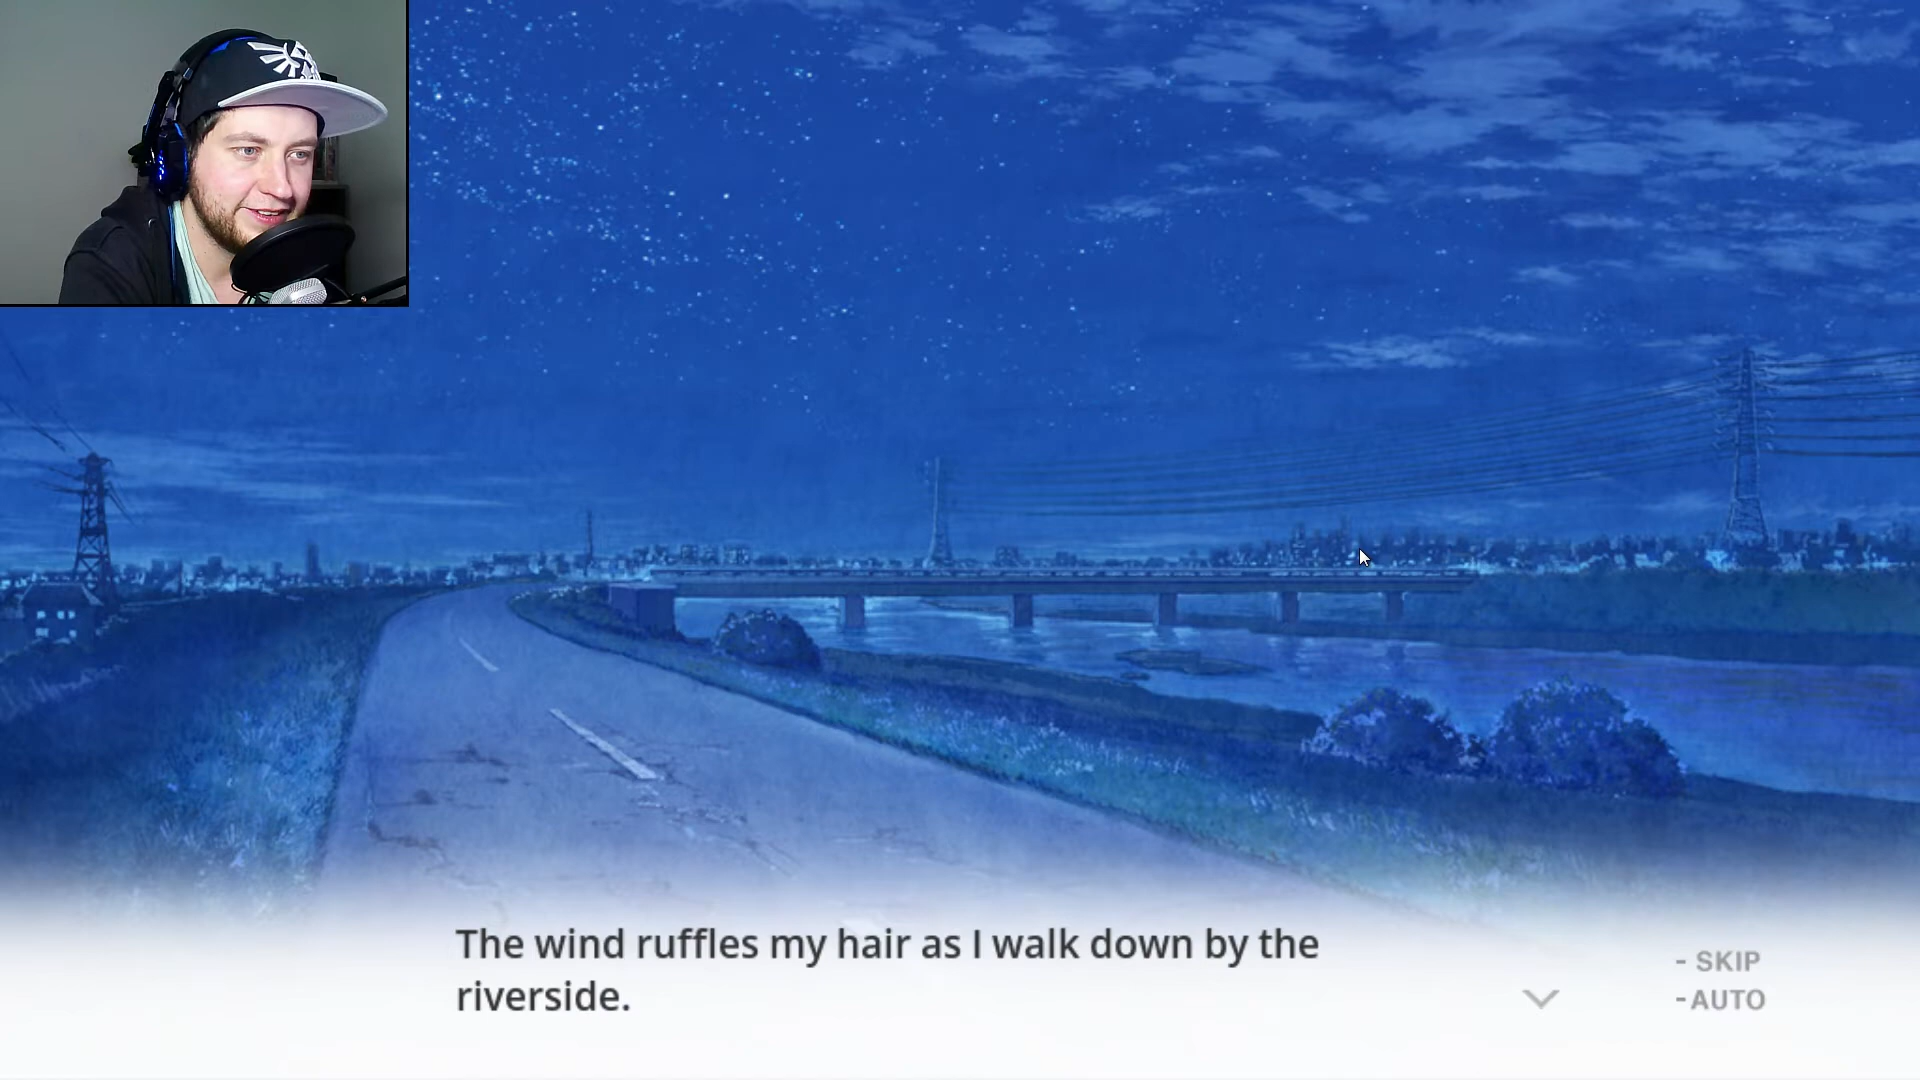 The wind ruffles my hair as I walk down by the
riverside.
- SKIP
- AUTO